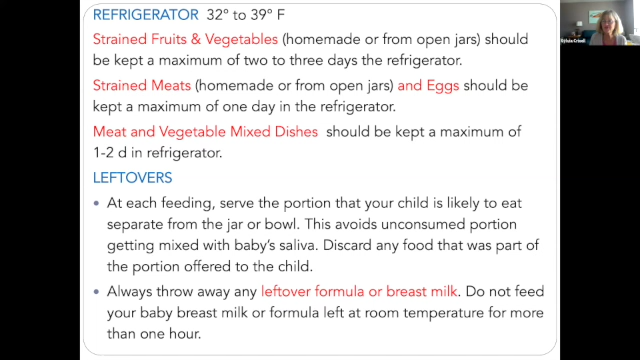 REFRIGERATOR 32º to 39º F
Strained Fruits & Vegetables (homemade or from open jars) should
be kept a maximum of two to three days the refrigerator.
Strained Meats (homemade or from open jars) and Eggs should be
kept a maximum of one day in the refrigerator.
Meat and Vegetable Mixed Dishes should be kept a maximum of
1-2 d in refrigerator.
LEFTOVERS
• At each feeding, serve the portion that your child is likely to eat
separate from the jar or bowl. This avoids unconsumed portion
getting mixed with baby's saliva. Discard any food that was part of
the portion offered to the child.
• Always throw away any leftover formula or breast milk. Do not feed
your baby breast milk or formula left at room temperature for more
than one hour.